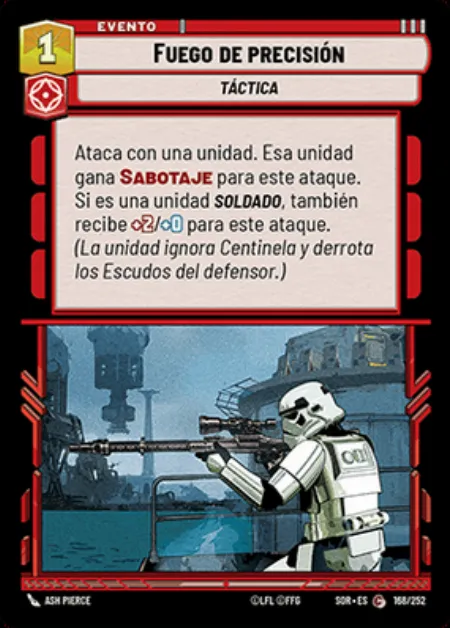 EVENTO
1
FUEGO DE PRECISIÓN
TÁCTICA
Ataca con una unidad. Esa unidad
gana SABOTAJE para este ataque.
Si es una unidad SOLDADO, también
recibe +2/+0 para este ataque.
(La unidad ignora Centinela y derrota
los Escudos del defensor.)
ASH PIERCE
©LFL ©FFG
SOR • ES C 168/252